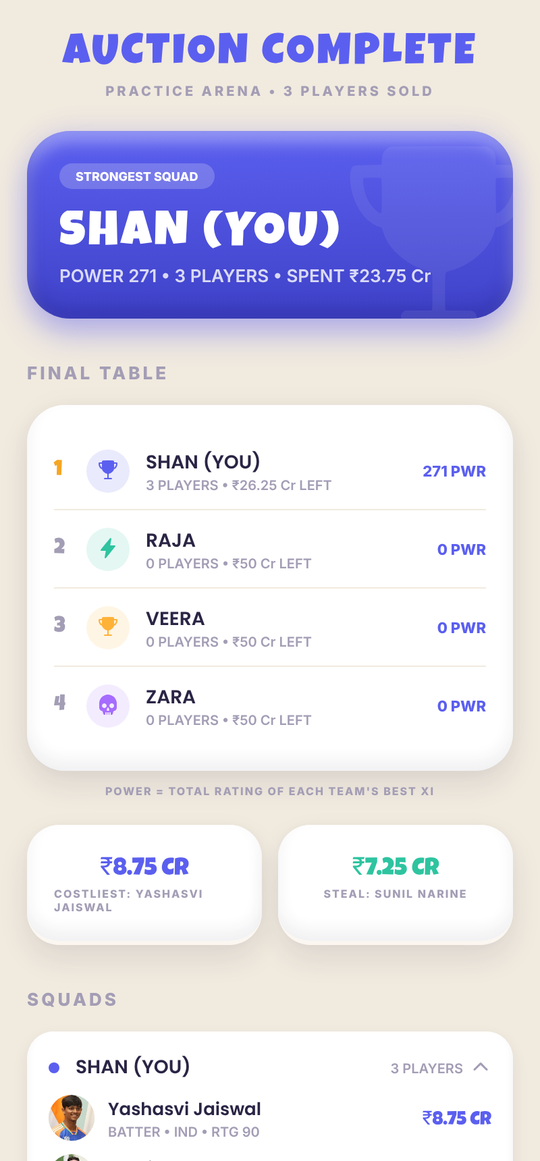 AUCTION COMPLETE
PRACTICE ARENA • 3 PLAYERS SOLD
STRONGEST SQUAD
SHAN (YOU)
POWER 271 • 3 PLAYERS • SPENT ₹23.75 Cr
FINAL TABLE
1
SHAN (YOU)
3 PLAYERS • ₹26.25 Cr LEFT
271 PWR
2
RAJA
0 PLAYERS • ₹50 Cr LEFT
0 PWR
3
VEERA
0 PLAYERS • ₹50 Cr LEFT
0 PWR
4
ZARA
0 PLAYERS • ₹50 Cr LEFT
0 PWR
POWER = TOTAL RATING OF EACH TEAM'S BEST XI
₹8.75 CR
COSTLIEST: YASHASVI
JAISWAL
₹7.25 CR
STEAL: SUNIL NARINE
SQUADS
SHAN (YOU)
3 PLAYERS
Yashasvi Jaiswal
BATTER • IND • RTG 90
₹8.75 CR